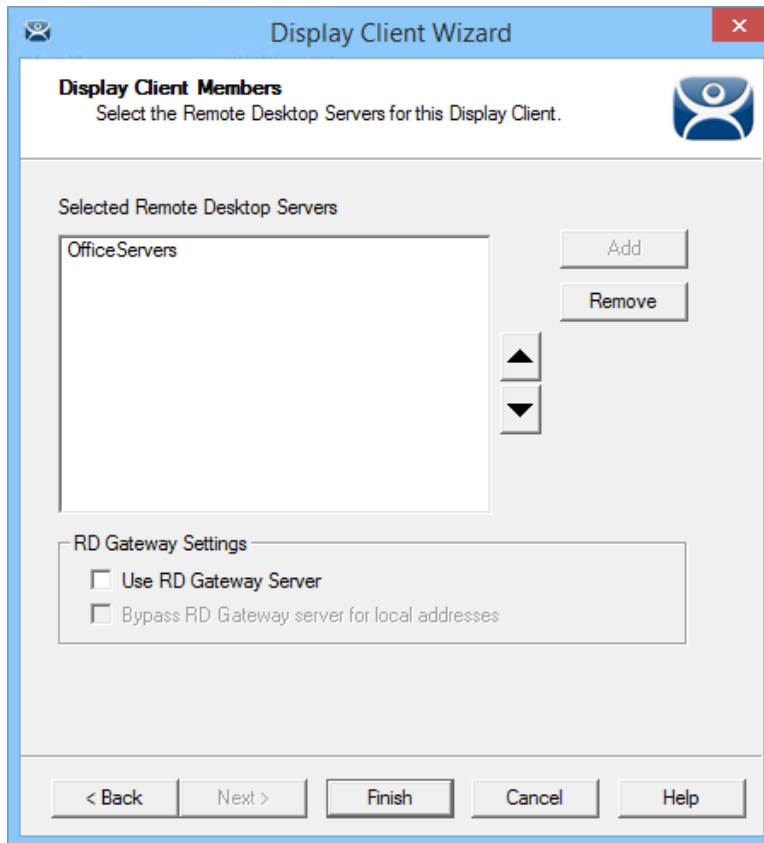 Display Client Wizard
Display Client Members
Select the Remote Desktop Servers for this Display Client.
Selected Remote Desktop Servers
OfficeServers
Add
Remove
RD Gateway Settings
Use RD Gateway Server
Bypass RD Gateway server for local addresses
< Back
Next >
Finish
Cancel
Help